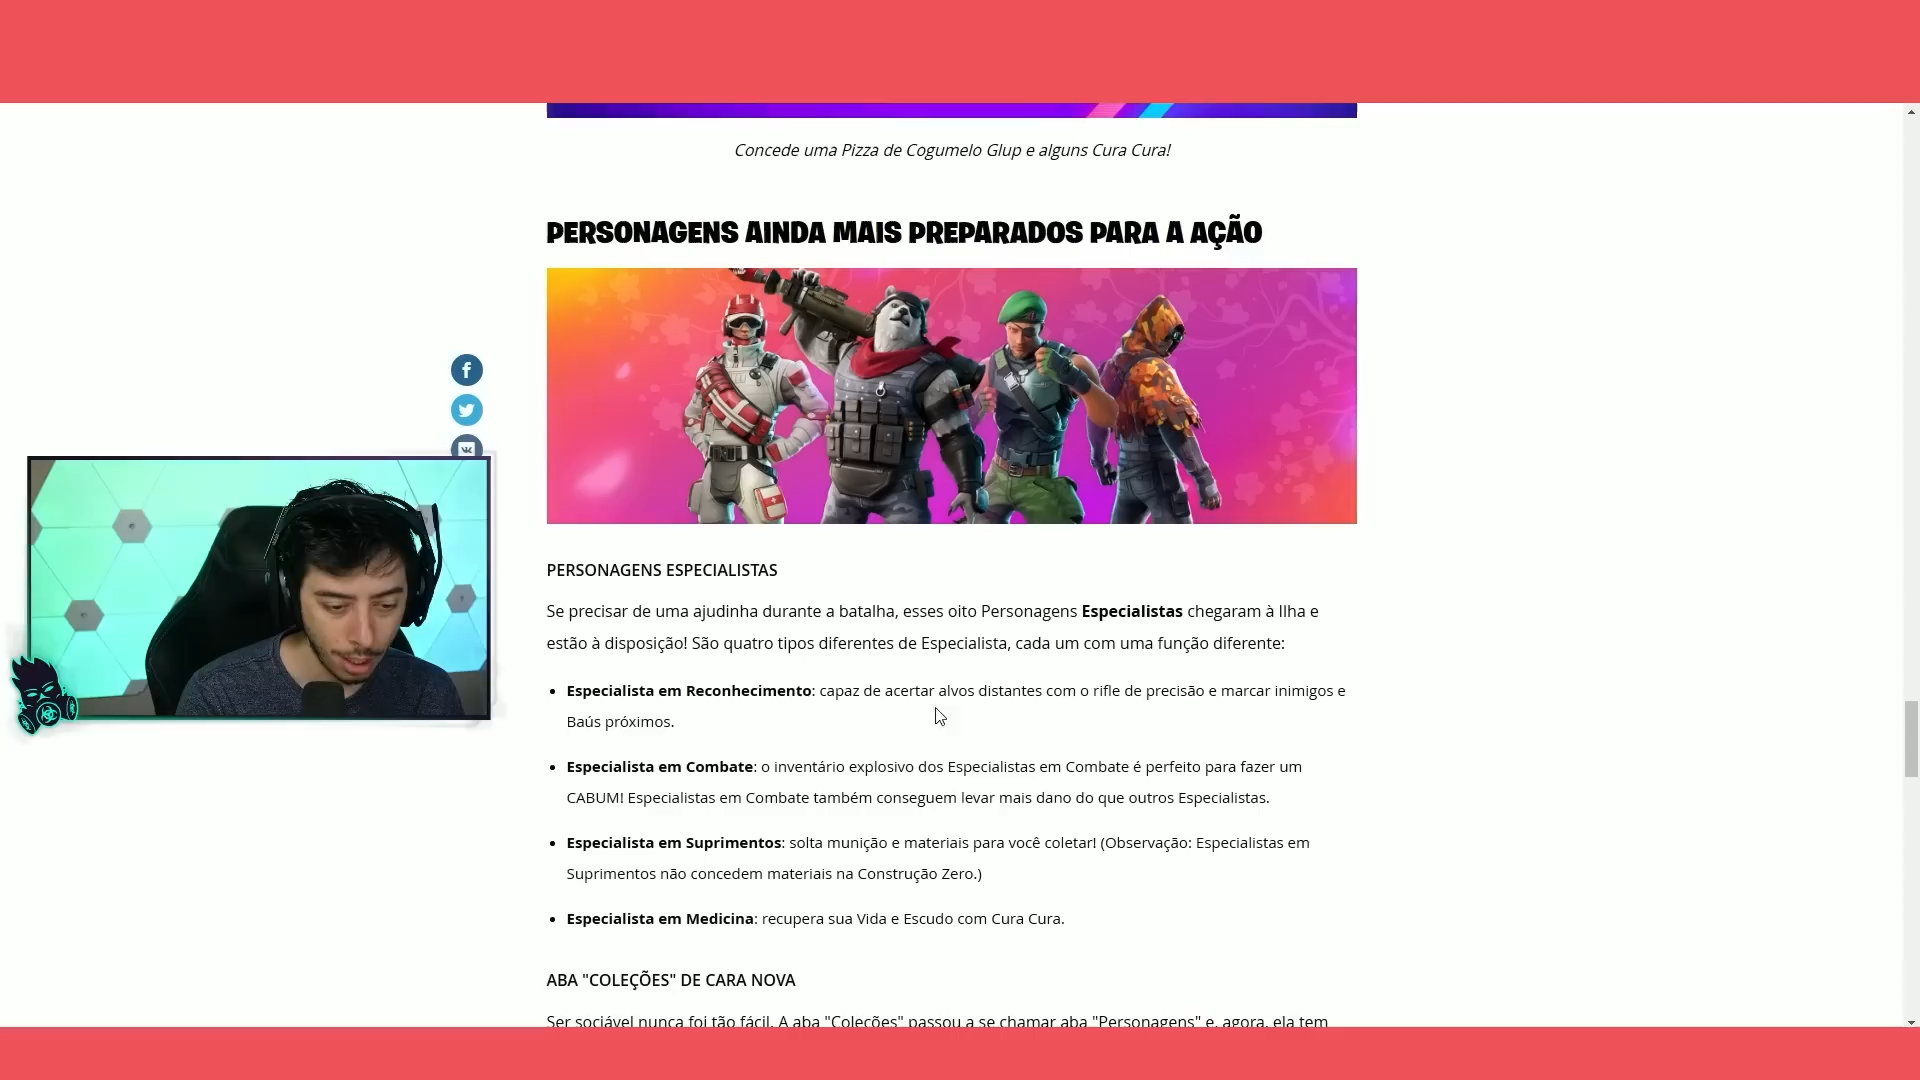 Concede uma Pizza de Cogumelo Glup e alguns Cura Cura!
PERSONAGENS AINDA MAIS PREPARADOS PARA A AÇÃO
PERSONAGENS ESPECIALISTAS
Se precisar de uma ajudinha durante a batalha, esses oito Personagens Especialistas chegaram à Ilha e
estão à disposição! São quatro tipos diferentes de Especialista, cada um com uma função diferente:
• Especialista em Reconhecimento: capaz de acertar alvos distantes com o rifle de precisão e marcar inimigos e
Baús próximos.
• Especialista em Combate: o inventário explosivo dos Especialistas em Combate é perfeito para fazer um
CABUM! Especialistas em Combate também conseguem levar mais dano do que outros Especialistas.
• Especialista em Suprimentos: solta munição e materiais para você coletar! (Observação: Especialistas em
Suprimentos não concedem materiais na Construção Zero.)
• Especialista em Medicina: recupera sua Vida e Escudo com Cura Cura.
ABA "COLEÇÕES" DE CARA NOVA
Ser sociável nunca foi tão fácil. A aba "Coleções" passou a se chamar aba "Personagens" e, agora, ela tem